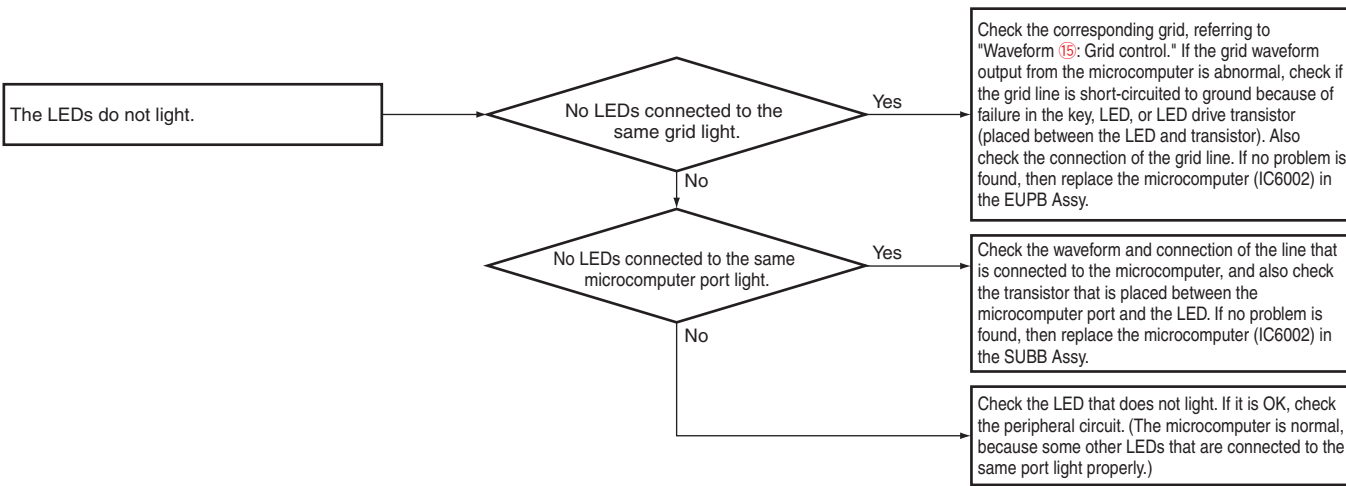 The LEDs do not light.
No LEDs connected to the
same grid light.
Yes
Check the corresponding grid, referring to
"Waveform ⑮: Grid control." If the grid waveform
output from the microcomputer is abnormal, check if
the grid line is short-circuited to ground because of
failure in the key, LED, or LED drive transistor
(placed between the LED and transistor). Also
check the connection of the grid line. If no problem is
found, then replace the microcomputer (IC6002) in
the EUPB Assy.
No
No LEDs connected to the same
microcomputer port light.
Yes
Check the waveform and connection of the line that
is connected to the microcomputer, and also check
the transistor that is placed between the
microcomputer port and the LED. If no problem is
found, then replace the microcomputer (IC6002) in
the SUBB Assy.
No
Check the LED that does not light. If it is OK, check
the peripheral circuit. (The microcomputer is normal,
because some other LEDs that are connected to the
same port light properly.)